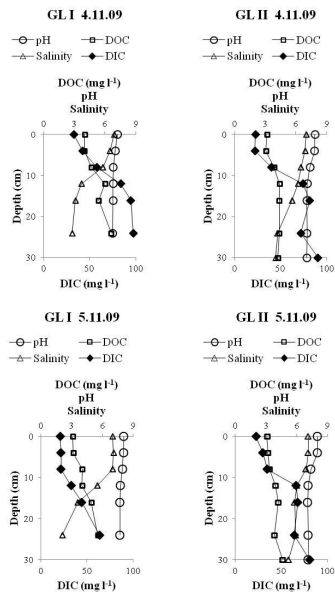 GL I 4.11.09
pH DOC
Salinity DIC
DOC (mg l-1)
pH
Salinity
0 3 6 9 12
0
10
20
30
Depth (cm)
0 50 100
DIC (mg l-1)
GL II 4.11.09
pH DOC
Salinity DIC
DOC (mg l-1)
pH
Salinity
0 3 6 9 12
0
10
20
30
Depth (cm)
0 50 100
DIC (mg l-1)
GL I 5.11.09
pH DOC
Salinity DIC
DOC (mg l-1)
pH
Salinity
0 3 6 9 12
0
10
20
30
Depth (cm)
0 50 100
DIC (mg l-1)
GL II 5.11.09
pH DOC
Salinity DIC
DOC (mg l-1)
pH
Salinity
0 3 6 9 12
0
10
20
30
Depth (cm)
0 50 100
DIC (mg l-1)